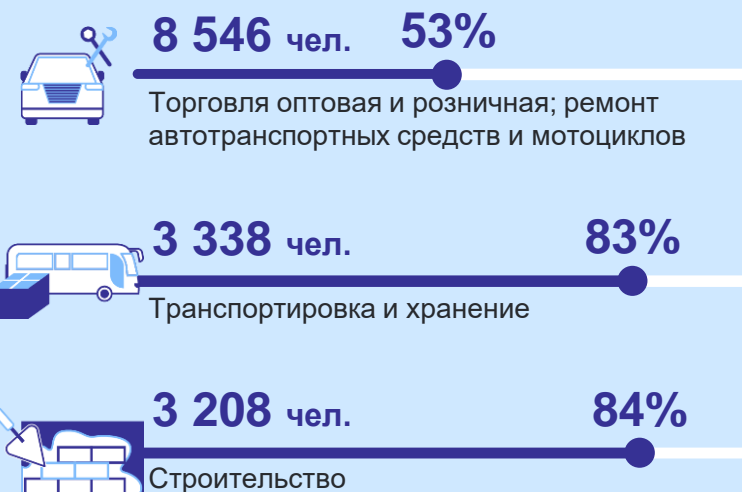 8 546 чел. 53%
Торговля оптовая и розничная; ремонт
автотранспортных средств и мотоциклов
3 338 чел. 83%
Транспортировка и хранение
3 208 чел. 84%
Строительство